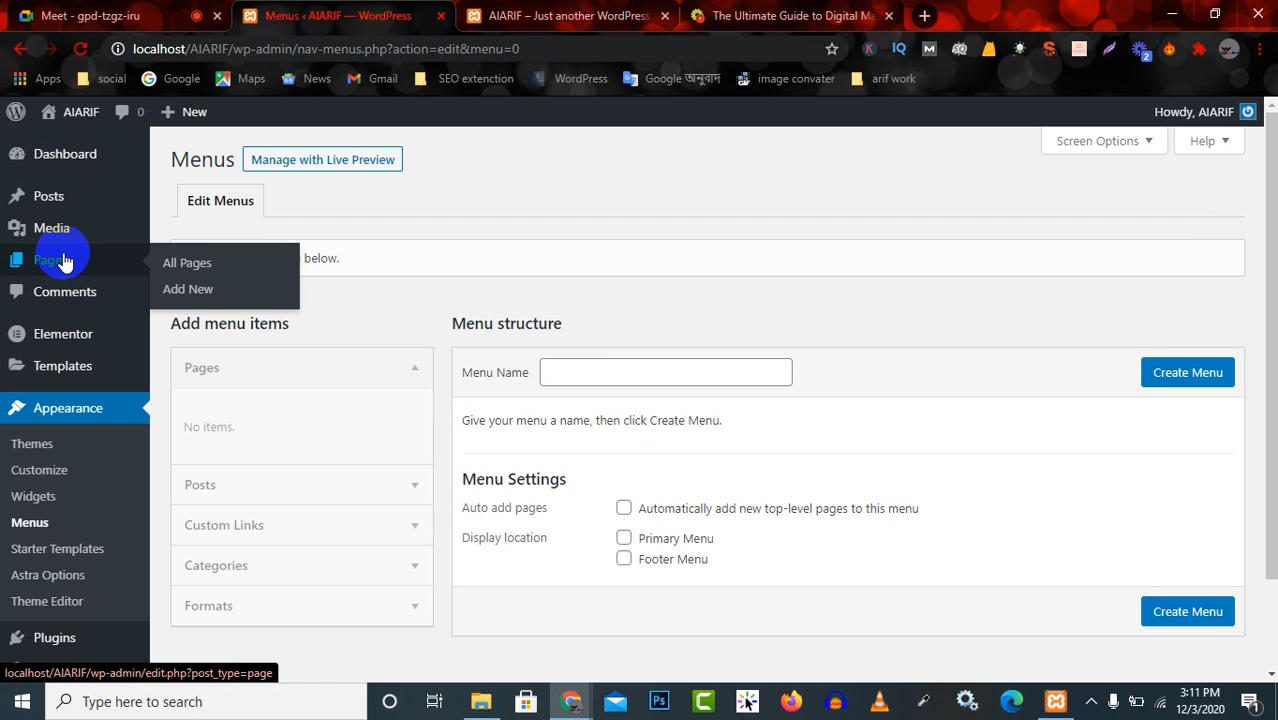 Meet - gpd-tzgz-iru
Menus ‹ AIARIF — WordPress
AIARIF – Just another WordPress
The Ultimate Guide to Digital Ma
localhost/AIARIF/wp-admin/nav-menus.php?action=edit&menu=0
Apps social Google Maps News Gmail SEO extenction WordPress Google অনুবাদ image convater arif work
AIARIF 0 New Howdy, AIARIF
Screen Options Help
Menus Manage with Live Preview
Edit Menus
below.
Dashboard
Posts
Media
Pages
All Pages
Add New
Comments
Elementor
Templates
Appearance
Themes
Customize
Widgets
Menus
Starter Templates
Astra Options
Theme Editor
Plugins
Add menu items
Pages
No items.
Posts
Custom Links
Categories
Formats
Menu structure
Menu Name Create Menu
Give your menu a name, then click Create Menu.
Menu Settings
Auto add pages Automatically add new top-level pages to this menu
Display location Primary Menu
Footer Menu
Create Menu
localhost/AIARIF/wp-admin/edit.php?post_type=page
Type here to search
3:11 PM
12/3/2020